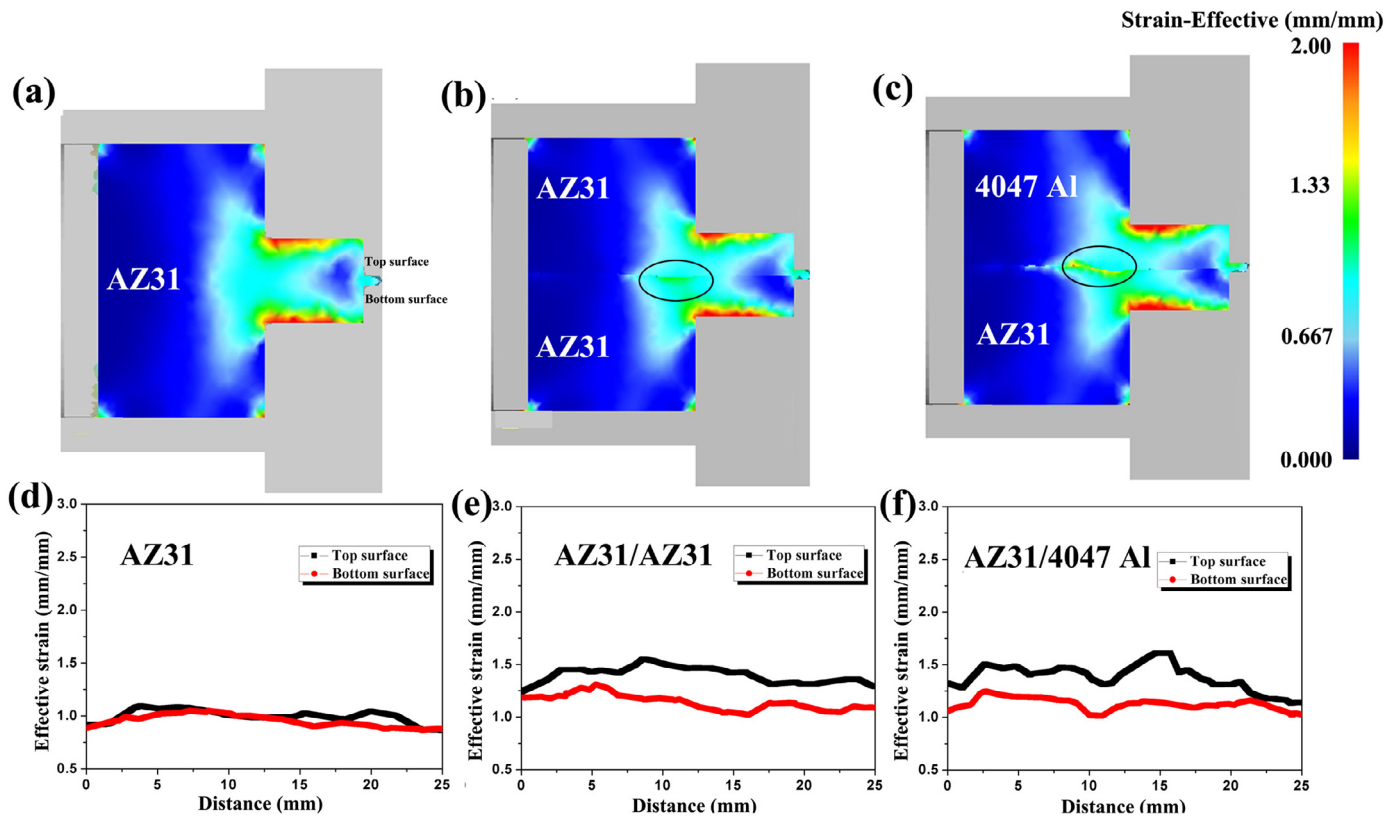 Strain-Effective (mm/mm)
2.00
1.33
0.667
0.000
(a)
AZ31
Top surface
Bottom surface
(b)
AZ31
AZ31
(c)
4047 Al
AZ31
(d)
AZ31
Top surface
Bottom surface
Effective strain (mm/mm)
3.0
2.5
2.0
1.5
1.0
0.5
0
5
10
15
20
25
Distance (mm)
(e)
AZ31/AZ31
Top surface
Bottom surface
Effective strain (mm/mm)
3.0
2.5
2.0
1.5
1.0
0.5
0
5
10
15
20
25
Distance (mm)
(f)
AZ31/4047 Al
Top surface
Bottom surface
Effective strain (mm/mm)
3.0
2.5
2.0
1.5
1.0
0.5
0
5
10
15
20
25
Distance (mm)